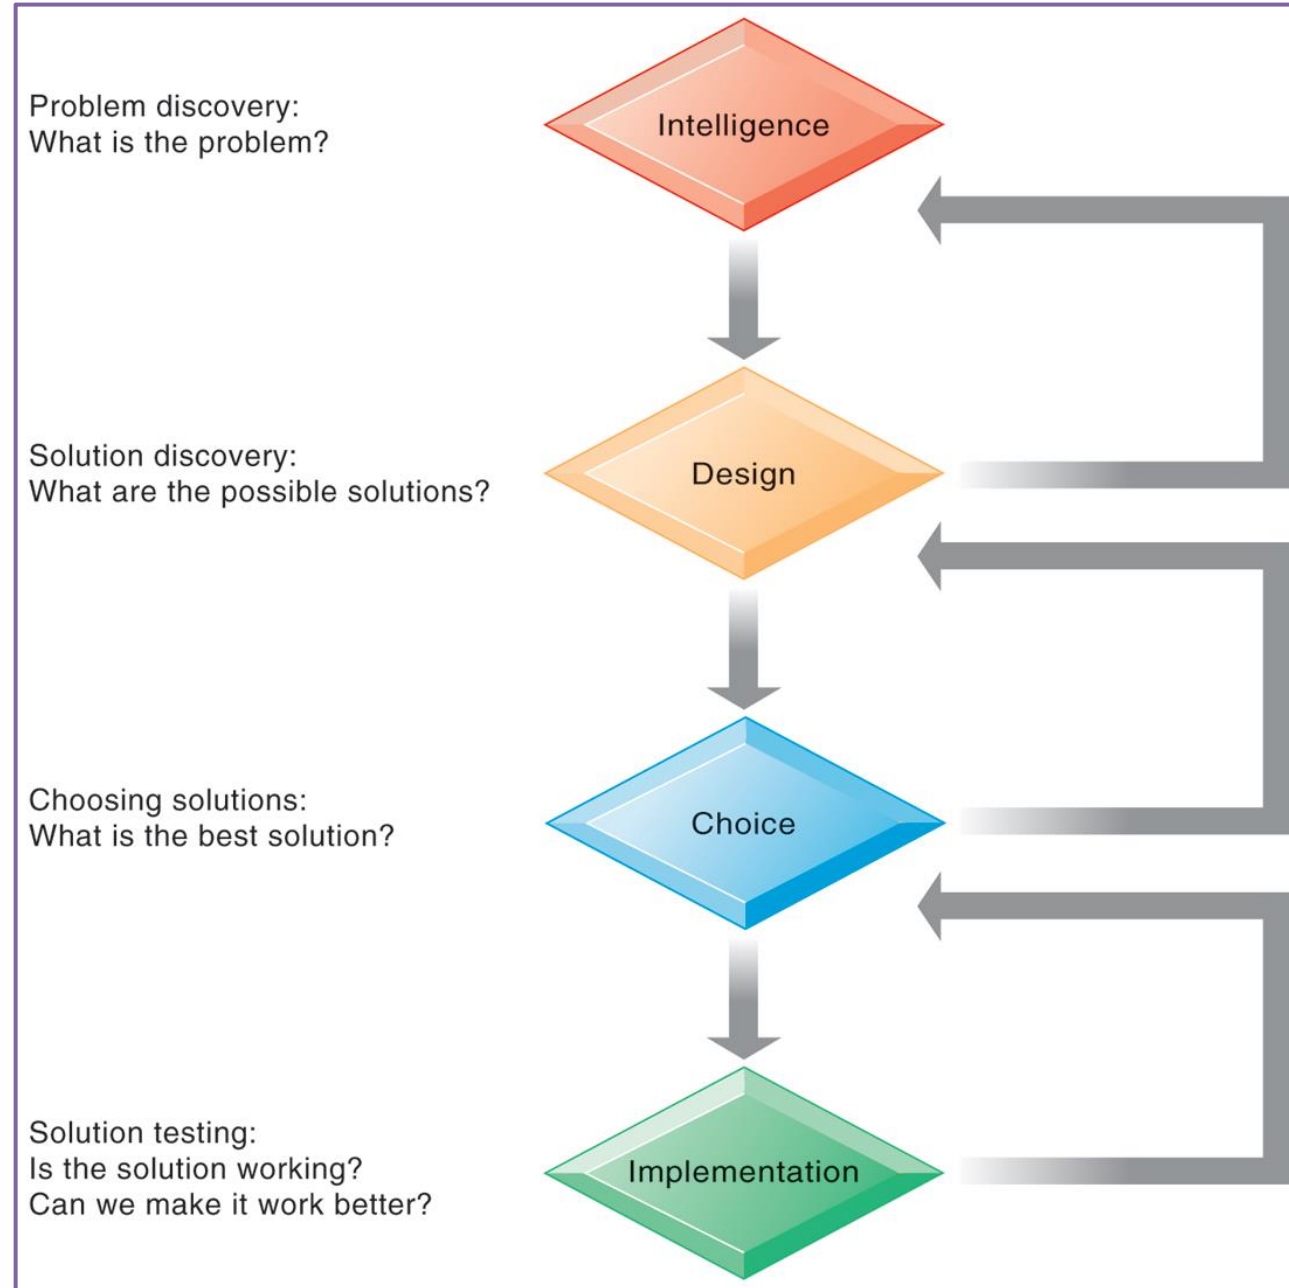 Problem discovery:
What is the problem?
Intelligence
Solution discovery:
What are the possible solutions?
Design
Choosing solutions:
What is the best solution?
Choice
Solution testing:
Is the solution working?
Can we make it work better?
Implementation